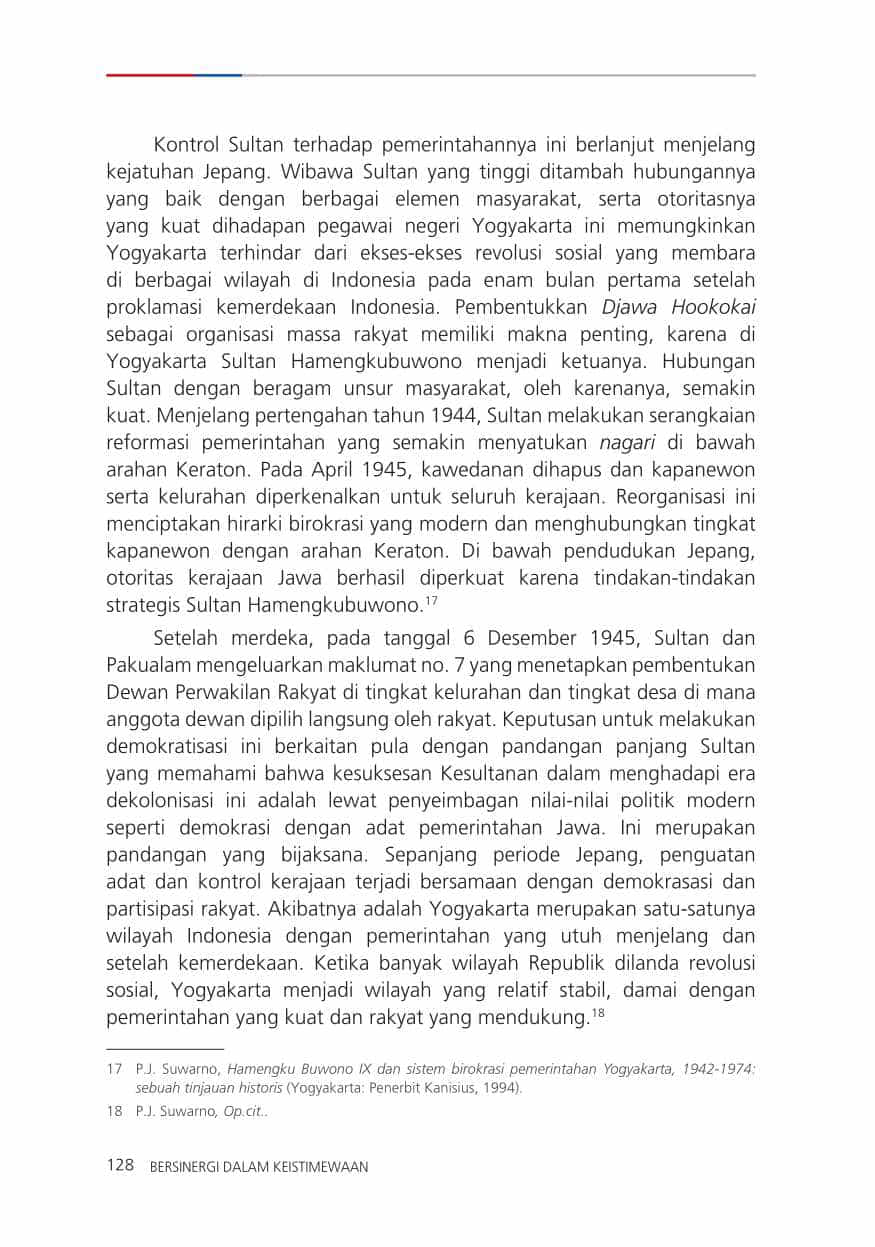 Kontrol Sultan terhadap pemerintahannya ini berlanjut menjelang
kejatuhan Jepang. Wibawa Sultan yang tinggi ditambah hubungannya
yang baik dengan berbagai elemen masyarakat, serta otoritasnya
yang kuat dihadapan pegawai negeri Yogyakarta ini memungkinkan
Yogyakarta terhindar dari ekses-ekses revolusi sosial yang membara
di berbagai wilayah di Indonesia pada enam bulan pertama setelah
proklamasi kemerdekaan Indonesia. Pembentukkan Djawa Hookokai
sebagai organisasi massa rakyat memiliki makna penting, karena di
Yogyakarta Sultan Hamengkubuwono menjadi ketuanya. Hubungan
Sultan dengan beragam unsur masyarakat, oleh karenanya, semakin
kuat. Menjelang pertengahan tahun 1944, Sultan melakukan serangkaian
reformasi pemerintahan yang semakin menyatukan nagari di bawah
arahan Keraton. Pada April 1945, kawedanan dihapus dan kapanewon
serta kelurahan diperkenalkan untuk seluruh kerajaan. Reorganisasi ini
menciptakan hirarki birokrasi yang modern dan menghubungkan tingkat
kapanewon dengan arahan Keraton. Di bawah pendudukan Jepang,
otoritas kerajaan Jawa berhasil diperkuat karena tindakan-tindakan
strategis Sultan Hamengkubuwono.17
Setelah merdeka, pada tanggal 6 Desember 1945, Sultan dan
Pakualam mengeluarkan maklumat no. 7 yang menetapkan pembentukan
Dewan Perwakilan Rakyat di tingkat kelurahan dan tingkat desa di mana
anggota dewan dipilih langsung oleh rakyat. Keputusan untuk melakukan
demokratisasi ini berkaitan pula dengan pandangan panjang Sultan
yang memahami bahwa kesuksesan Kesultanan dalam menghadapi era
dekolonisasi ini adalah lewat penyeimbagan nilai-nilai politik modern
seperti demokrasi dengan adat pemerintahan Jawa. Ini merupakan
pandangan yang bijaksana. Sepanjang periode Jepang, penguatan
adat dan kontrol kerajaan terjadi bersamaan dengan demokrasasi dan
partisipasi rakyat. Akibatnya adalah Yogyakarta merupakan satu-satunya
wilayah Indonesia dengan pemerintahan yang utuh menjelang dan
setelah kemerdekaan. Ketika banyak wilayah Republik dilanda revolusi
sosial, Yogyakarta menjadi wilayah yang relatif stabil, damai dengan
pemerintahan yang kuat dan rakyat yang mendukung.18
17 P.J. Suwarno, Hamengku Buwono IX dan sistem birokrasi pemerintahan Yogyakarta, 1942-1974:
sebuah tinjauan historis (Yogyakarta: Penerbit Kanisius, 1994).
18 P.J. Suwarno, Op.cit..
128 BERSINERGI DALAM KEISTIMEWAAN